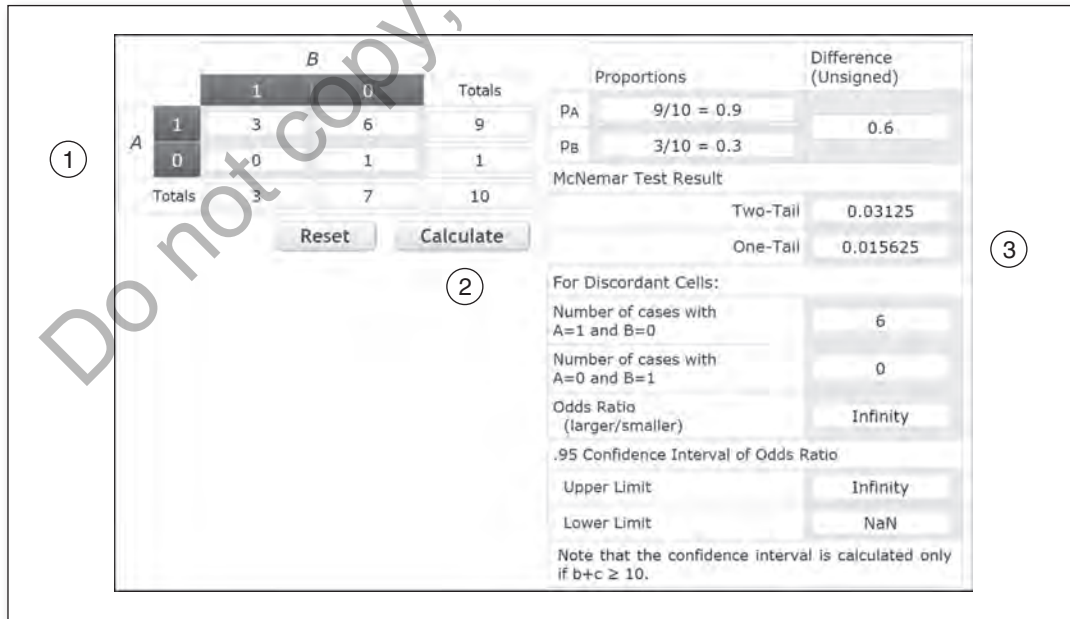 Do not copy,
B
1 0 Totals
A
1 3 6 9
0 0 1 1
Totals 3 7 10
Reset Calculate
1
2
3
Proportions
Difference
(Unsigned)
PA 9/10 = 0.9
PB 3/10 = 0.3
0.6
McNemar Test Result
Two-Tail 0.03125
One-Tail 0.015625
For Discordant Cells:
Number of cases with
A=1 and B=0
6
Number of cases with
A=0 and B=1
0
Odds Ratio
(larger/smaller)
Infinity
.95 Confidence Interval of Odds Ratio
Upper Limit Infinity
Lower Limit NaN
Note that the confidence interval is calculated only
if b+c ≥ 10.